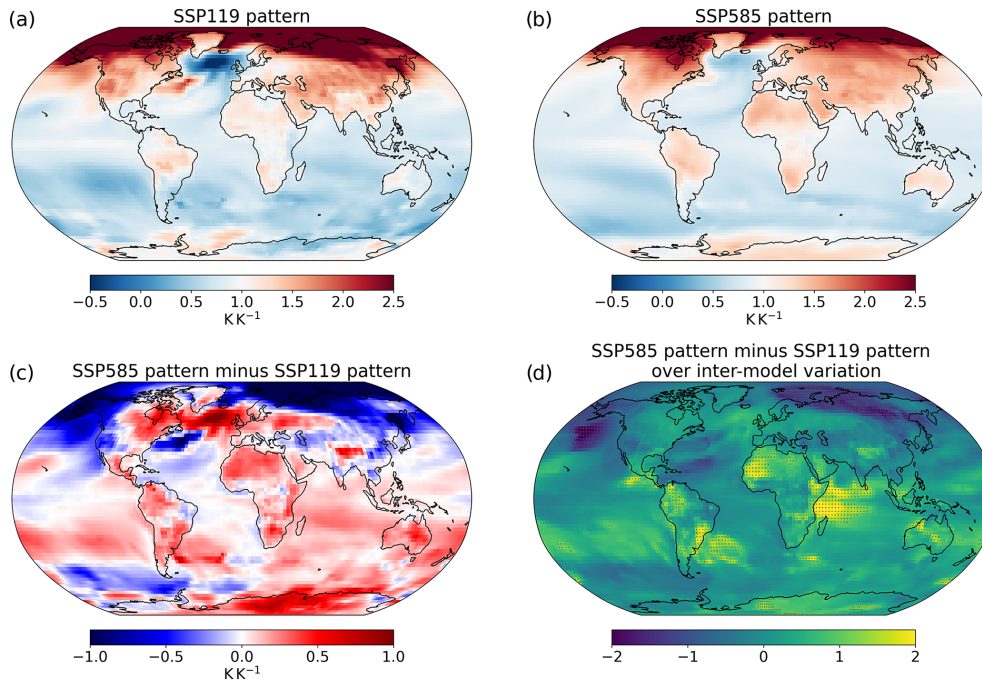 (a)
SSP119 pattern
−0.5 0.0 0.5 1.0 1.5 2.0 2.5
K K⁻¹
(b)
SSP585 pattern
−0.5 0.0 0.5 1.0 1.5 2.0 2.5
K K⁻¹
(c)
SSP585 pattern minus SSP119 pattern
−1.0 −0.5 0.0 0.5 1.0
K K⁻¹
(d)
SSP585 pattern minus SSP119 pattern
over inter-model variation
−2 −1 0 1 2